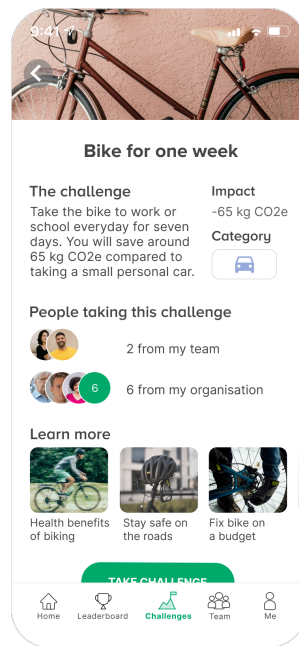 9:41
Bike for one week
The challenge
Take the bike to work or
school everyday for seven
days. You will save around
65 kg CO2e compared to
taking a small personal car.
Impact
-65 kg CO2e
Category
People taking this challenge
2 from my team
6
6 from my organisation
Learn more
Health benefits
of biking
Stay safe on
the roads
Fix bike on
a budget
TAKE CHALLENGE
Home
Leaderboard
Challenges
Team
Me